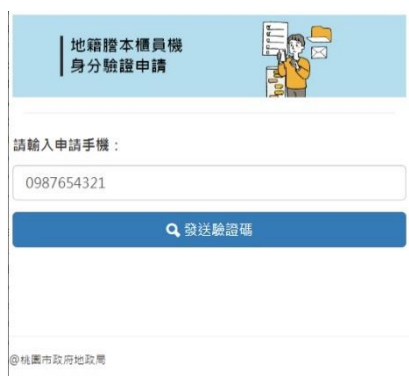 地籍謄本櫃員機
身分驗證申請
請輸入申請手機：
0987654321
發送驗證碼
@桃園市政府地政局